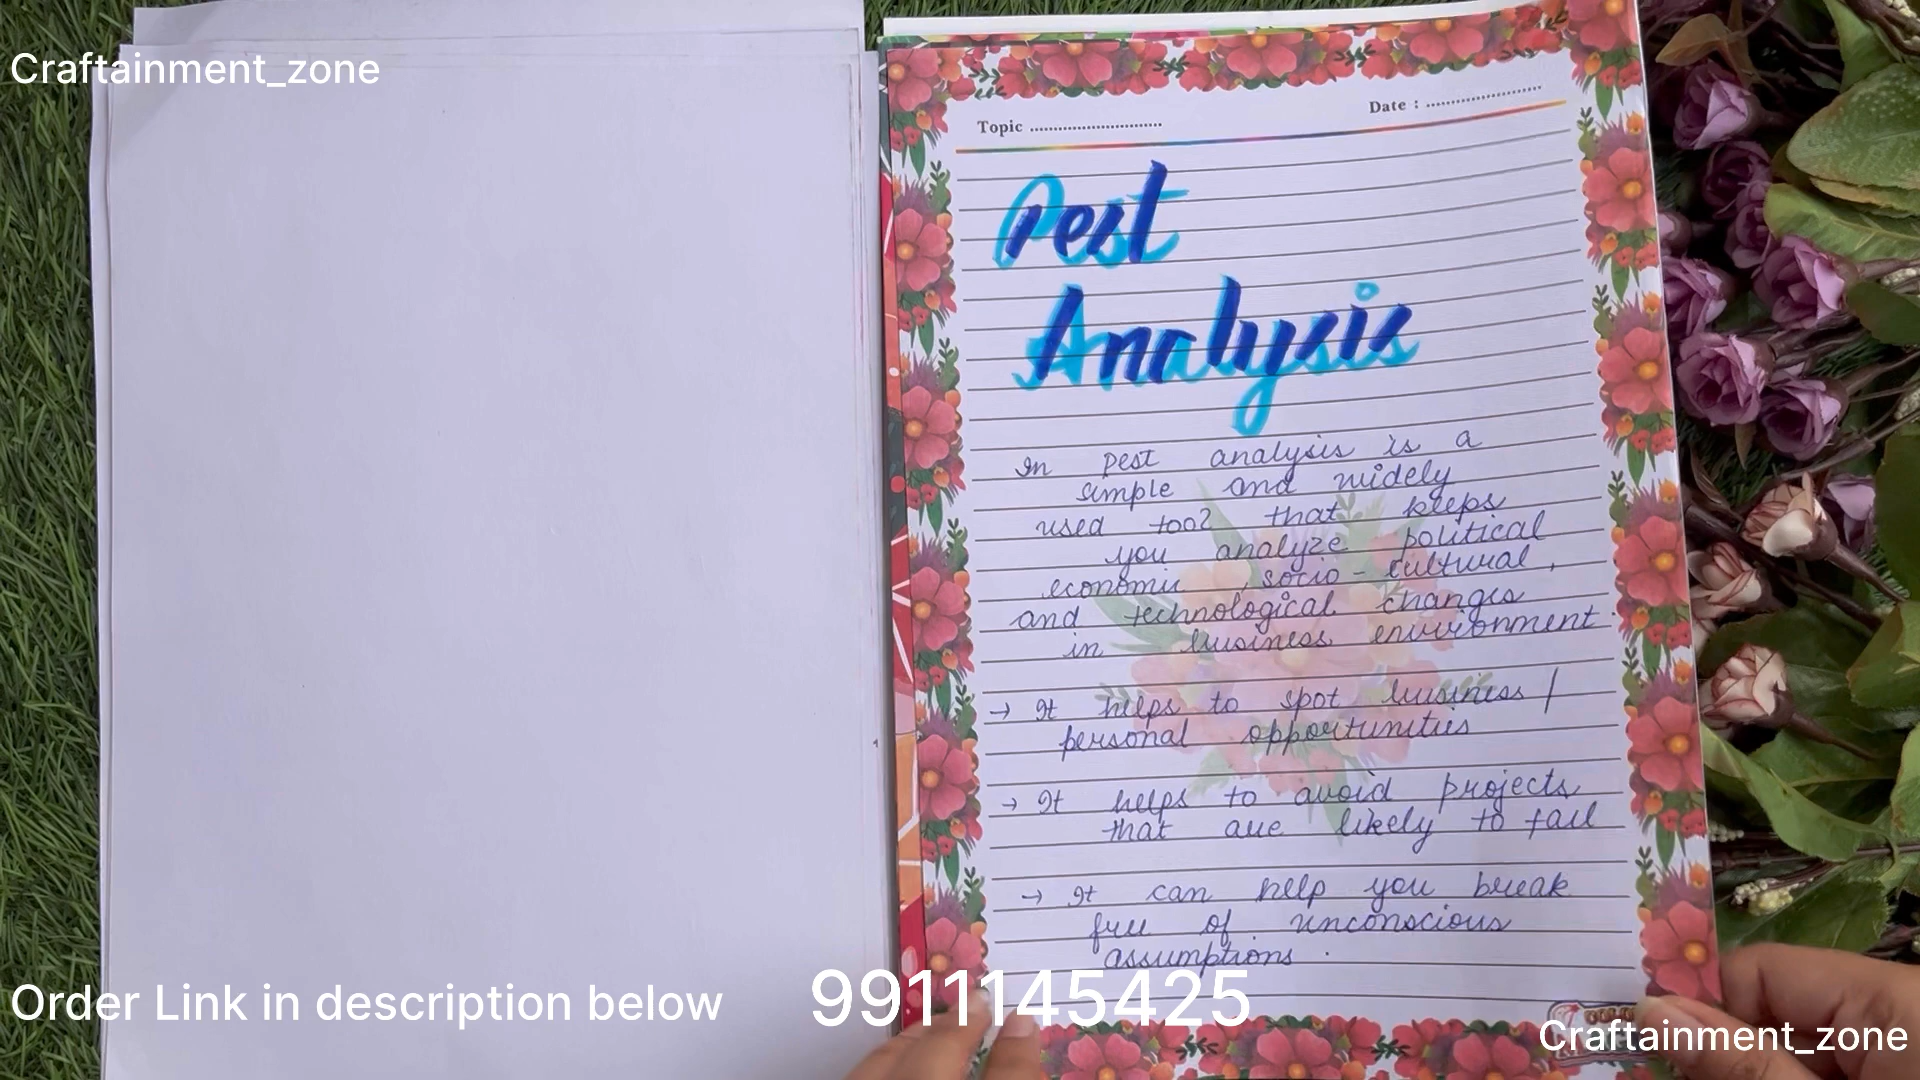 Craftainment_zone
Topic ............................
Date : .........................
Pest
Analysis
In pest analysis is a
simple and widely
used tool that keeps
you analyze political
economic , socio - cultural ,
and technological changes
in business environment .
→ It helps to spot business /
personal opportunities
→ It helps to avoid projects
that are likely to fail
→ It can help you break
free of unconscious
assumptions .
Order Link in description below
9911145425
Craftainment_zone